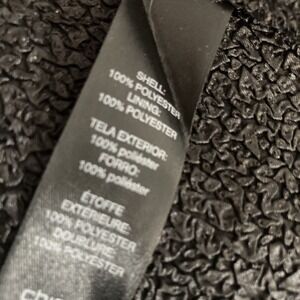 SHELL:
100% POLYESTER
LINING:
100% POLYESTER
TELA EXTERIOR:
100% poliéster
FORRO:
100% poliéster
ÉTOFFE
EXTERIEURE:
100% POLYESTER
DOUBLURE:
100% POLYESTER